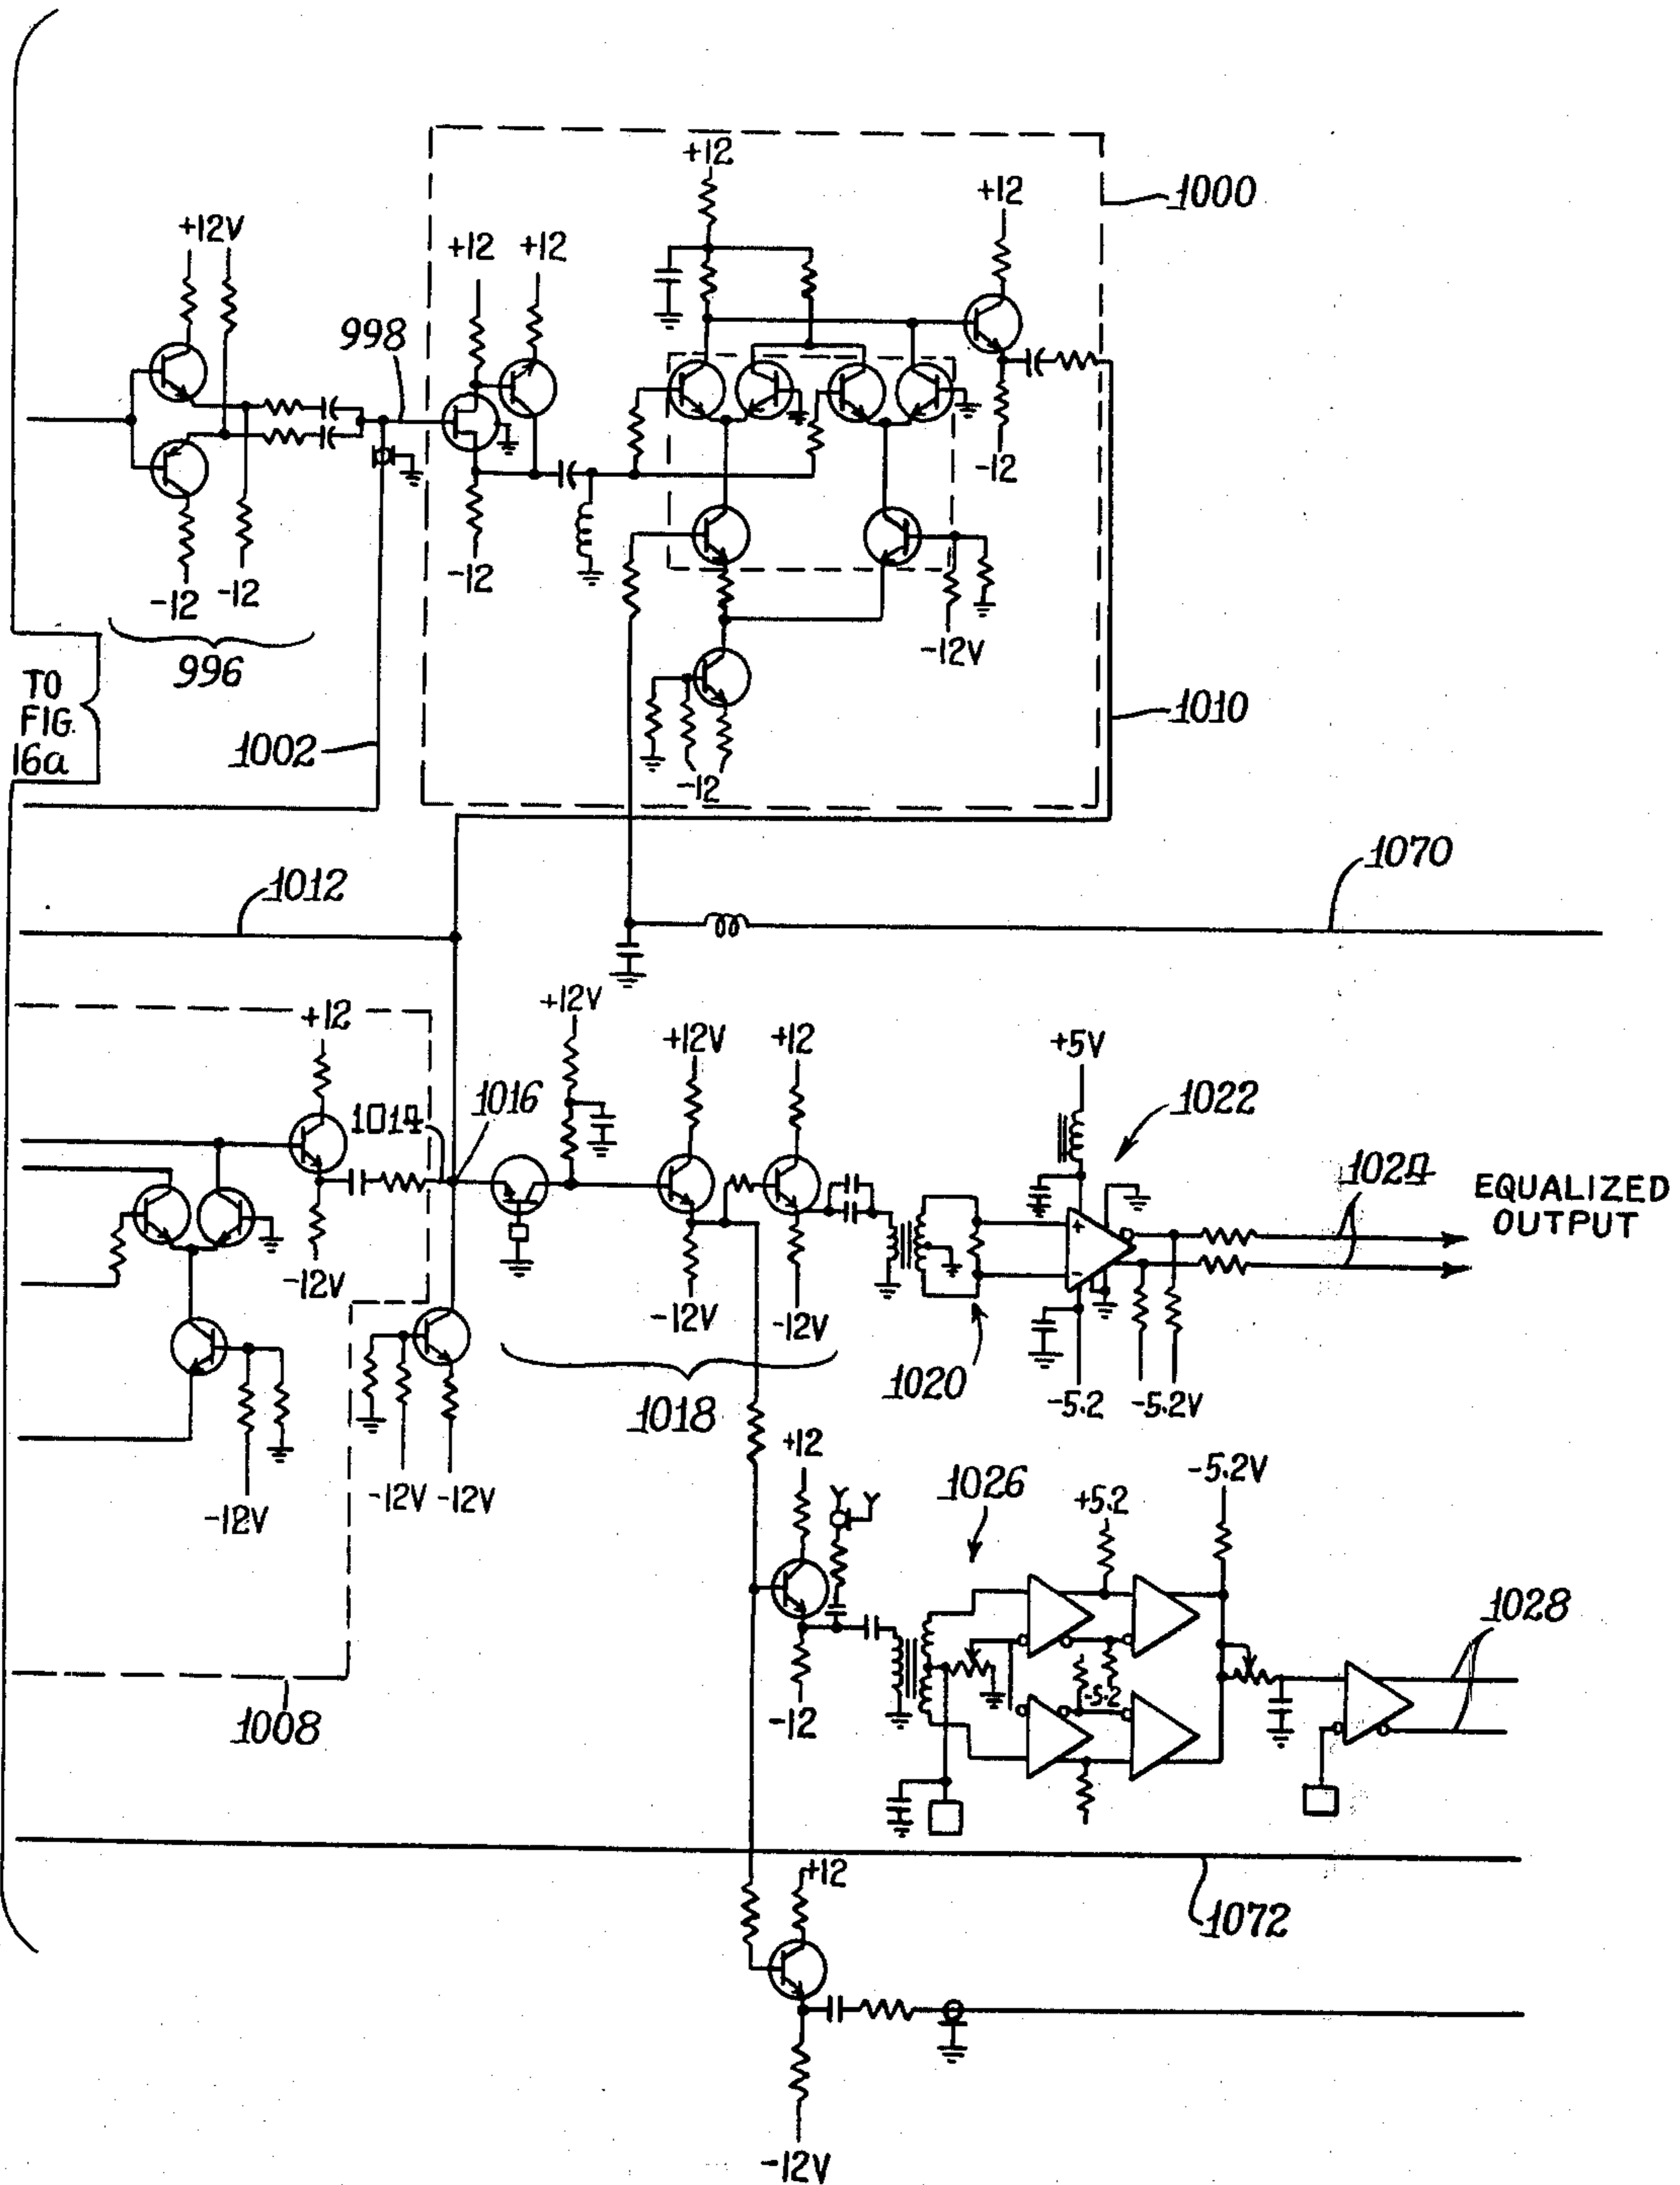 +12
+12
1000
+12V
+12 +12
998
-12
-12
-12 -12
-12V
996
TO
FIG.
16a
1010
1002
-12
1070
1012
+12V
+12
+12V +12
+5V
1014
1016
1022
1024
EQUALIZED
OUTPUT
-12V
-12V
-12V
1020
-5.2 -5.2V
1018
+12
-5.2V
-12V -12V
1026
+5.2
-12V
Y Y
1028
-5.2
-12
1008
+12
1072
-12V